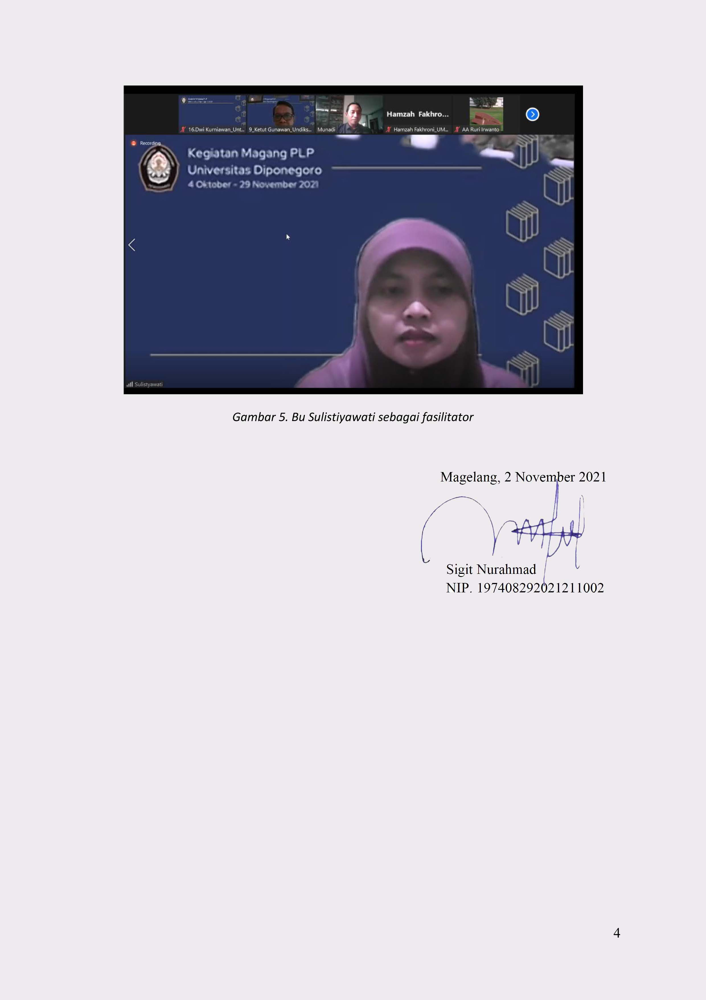 16.Dwi Kurniawan_Unt...
9_Ketut Gunawan_Undiks...
Munadi
Hamzah Fakhro...
Hamzah Fakhroni_UM...
AA Ruri Irwanto
Recording
Kegiatan Magang PLP
Universitas Diponegoro
4 Oktober - 29 November 2021
Sulistyawati
Gambar 5. Bu Sulistiyawati sebagai fasilitator
Magelang, 2 November 2021
Sigit Nurahmad
NIP. 197408292021211002
4